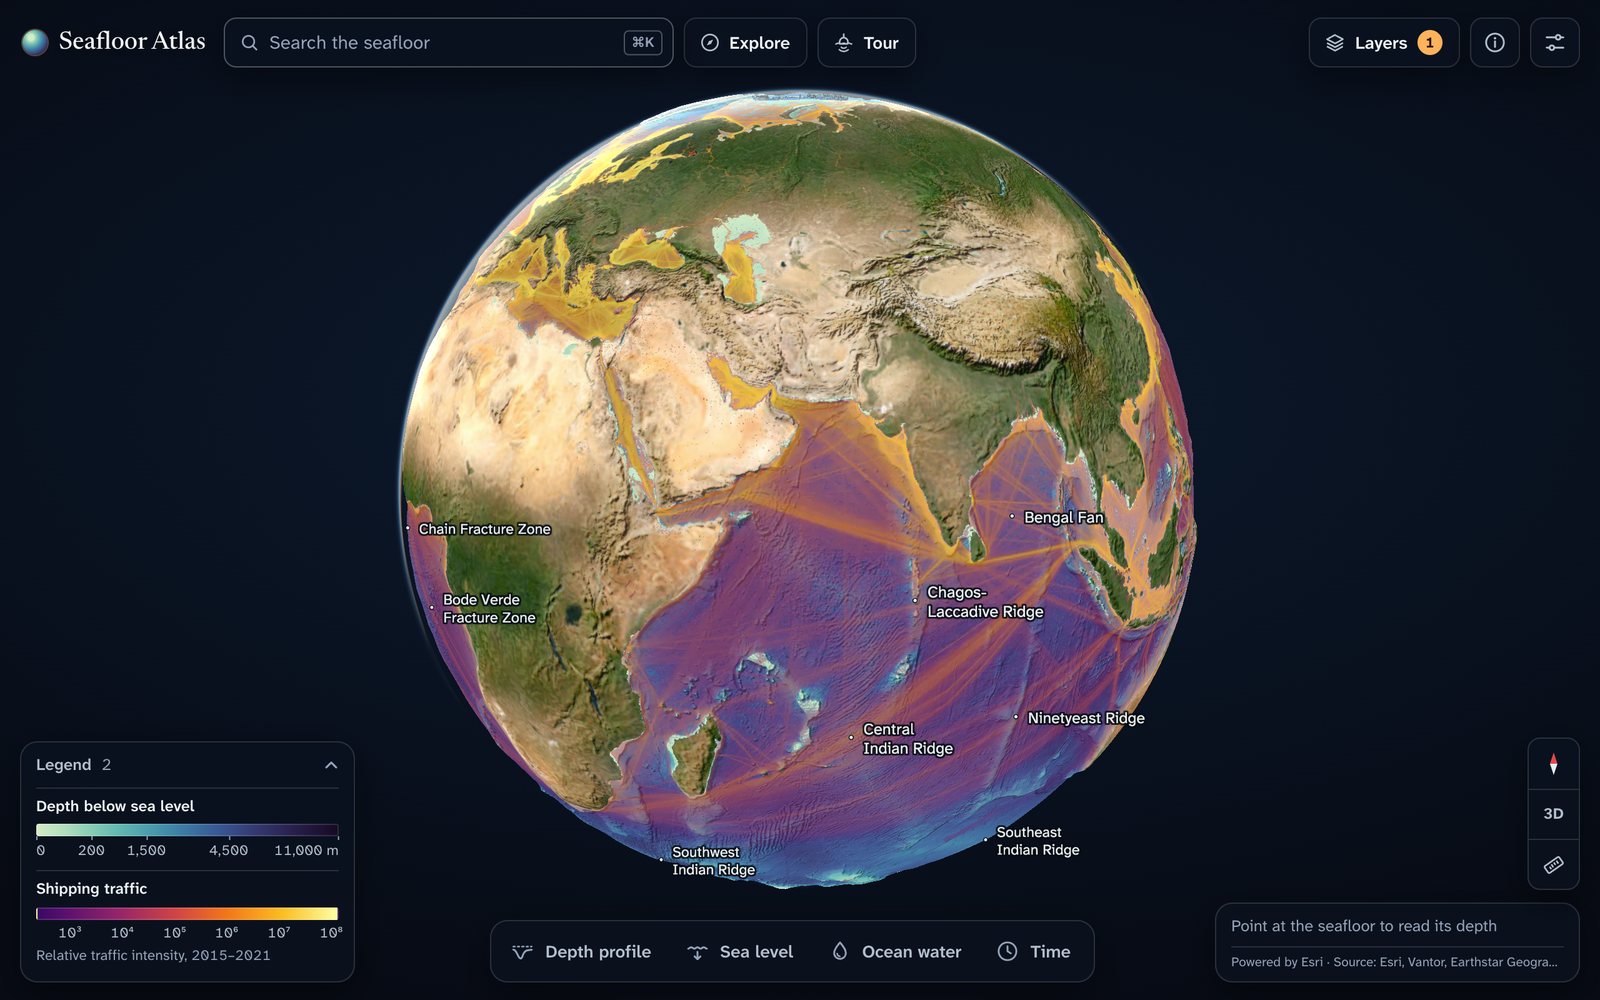 Seafloor Atlas
Search the seafloor
⌘K
Explore
Tour
Layers 1
Chain Fracture Zone
Bengal Fan
Bode Verde
Fracture Zone
Chagos-
Laccadive Ridge
Ninetyeast Ridge
Central
Indian Ridge
Southeast
Indian Ridge
Southwest
Indian Ridge
Legend 2
Depth below sea level
0 200 1,500 4,500 11,000 m
Shipping traffic
10³ 10⁴ 10⁵ 10⁶ 10⁷ 10⁸
Relative traffic intensity, 2015–2021
Depth profile
Sea level
Ocean water
Time
3D
Point at the seafloor to read its depth
Powered by Esri · Source: Esri, Vantor, Earthstar Geogra...